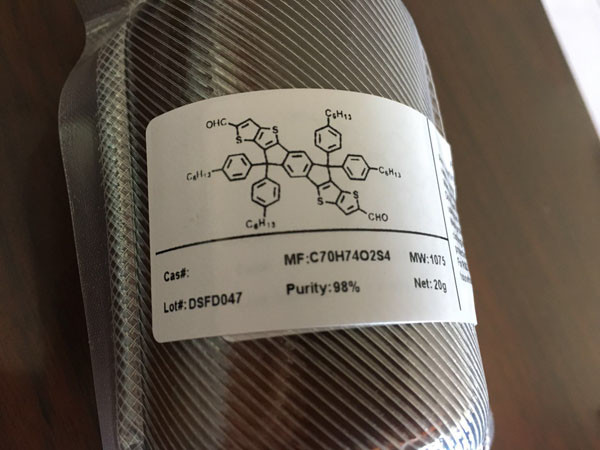 C₆H₁₃
OHC
S
S
C₆H₁₃
C₆H₁₃
S
S
CHO
C₆H₁₃
Cas#:
MF:C70H74O2S4
MW:1075
Lot#:DSFD047
Purity:98%
Net:20g